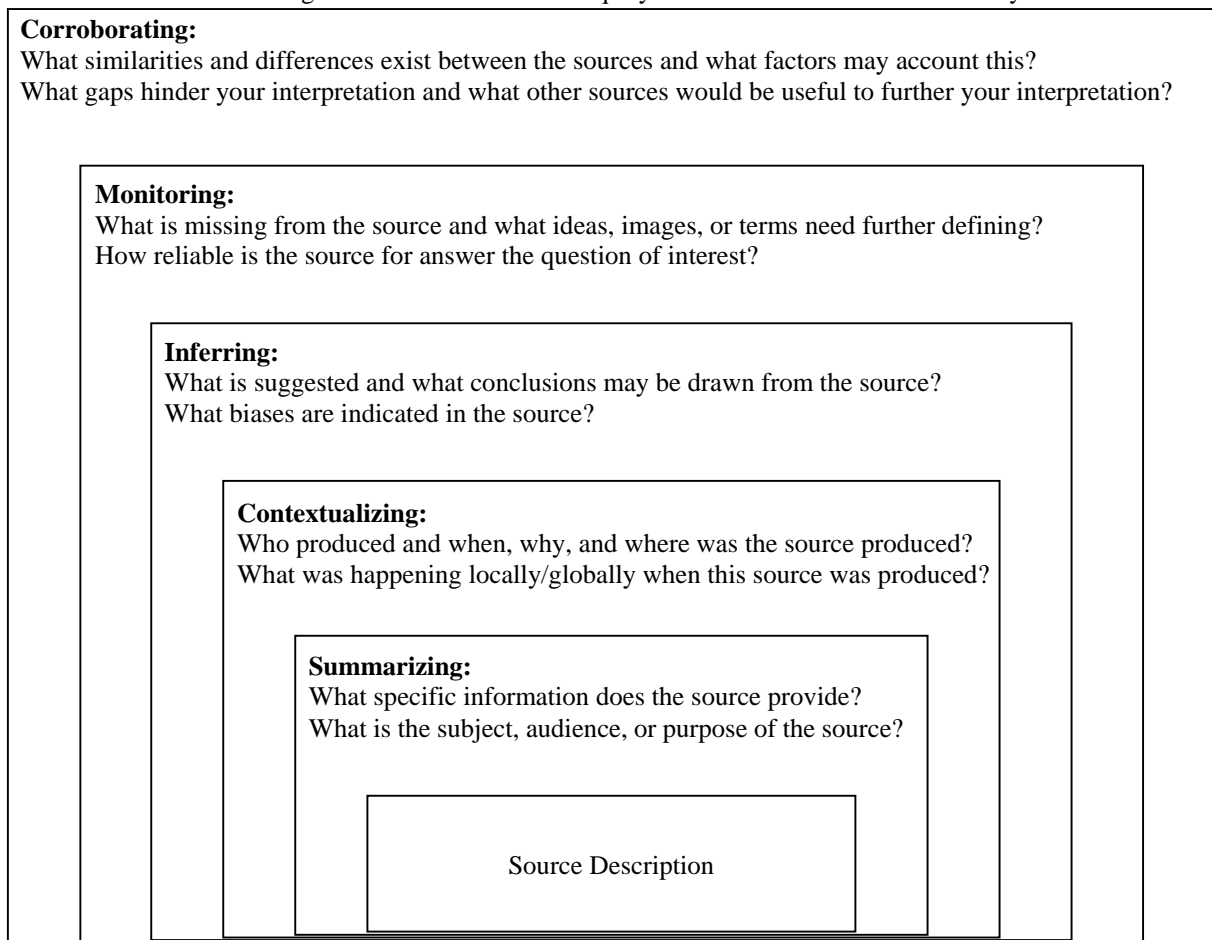 Corroborating:
What similarities and differences exist between the sources and what factors may account this?
What gaps hinder your interpretation and what other sources would be useful to further your interpretation?
Monitoring:
What is missing from the source and what ideas, images, or terms need further defining?
How reliable is the source for answer the question of interest?
Inferring:
What is suggested and what conclusions may be drawn from the source?
What biases are indicated in the source?
Contextualizing:
Who produced and when, why, and where was the source produced?
What was happening locally/globally when this source was produced?
Summarizing:
What specific information does the source provide?
What is the subject, audience, or purpose of the source?
Source Description